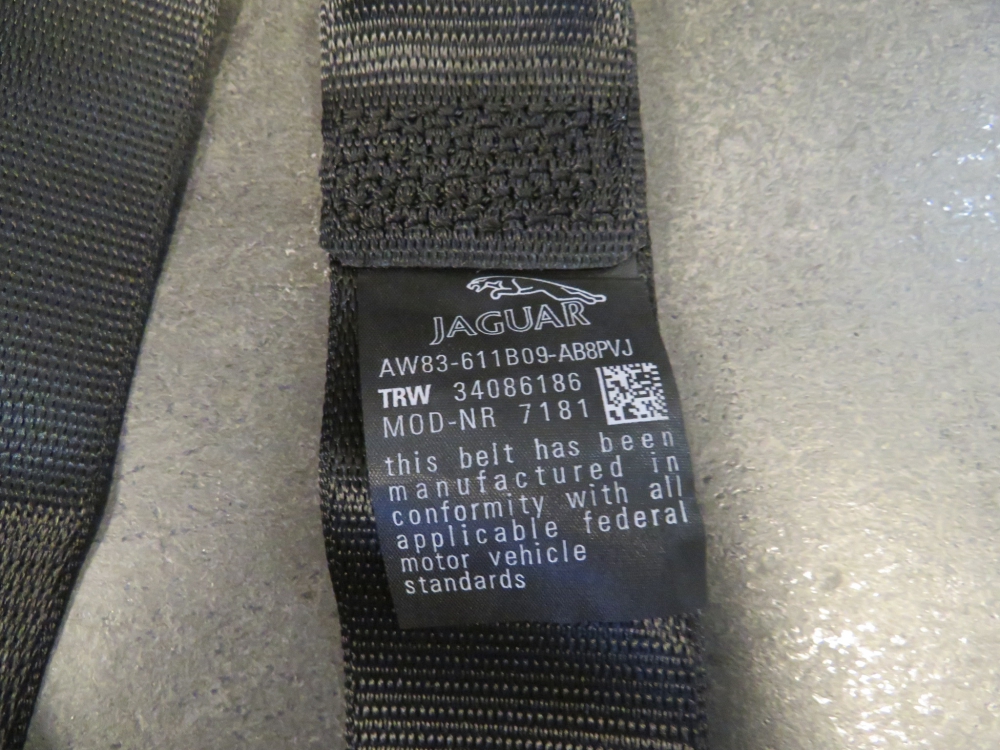 JAGUAR
AW83-611B09-AB8PVJ
TRW 34086186
MOD-NR 7181
this belt has been
manufactured in
conformity with all
applicable federal
motor vehicle
standards